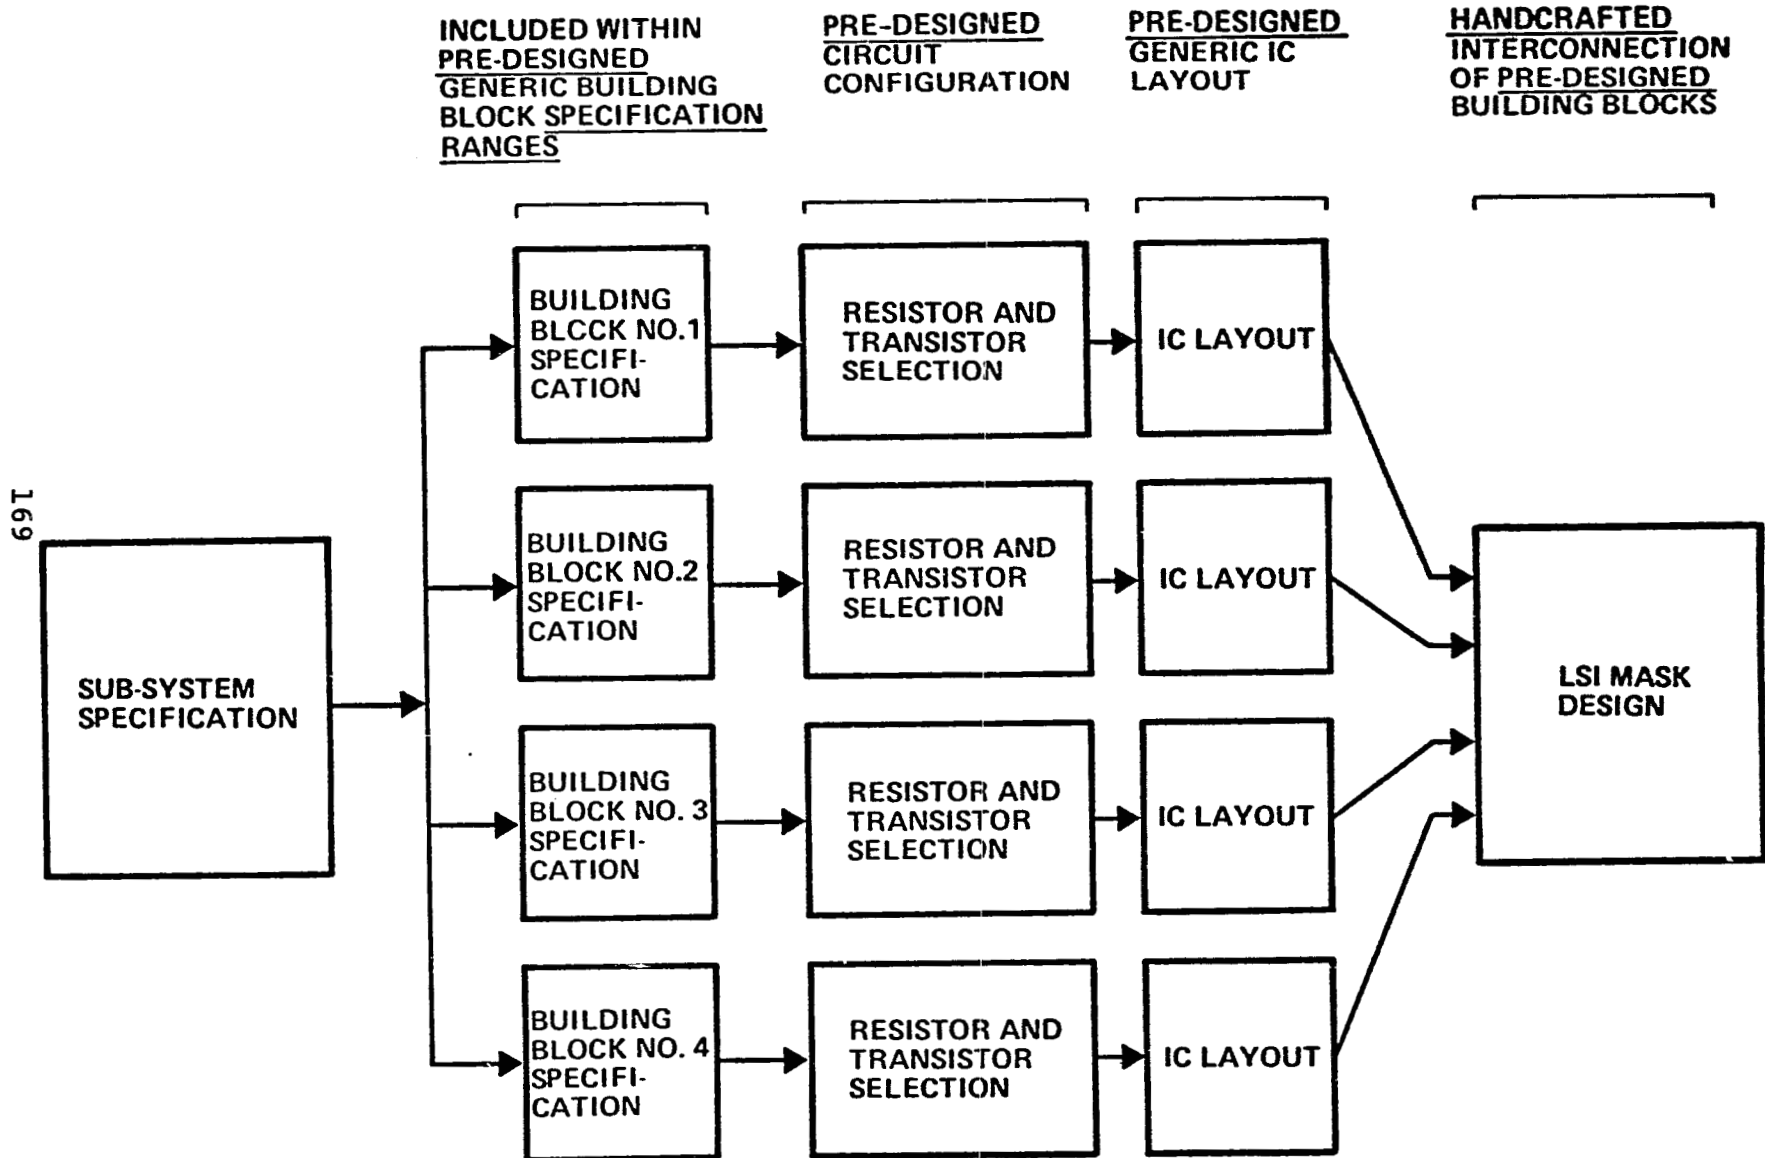 INCLUDED WITHIN
PRE-DESIGNED
GENERIC BUILDING
BLOCK SPECIFICATION
RANGES
PRE-DESIGNED
CIRCUIT
CONFIGURATION
PRE-DESIGNED
GENERIC IC
LAYOUT
HANDCRAFTED
INTERCONNECTION
OF PRE-DESIGNED
BUILDING BLOCKS
169
SUB-SYSTEM
SPECIFICATION
BUILDING
BLCCK NO.1
SPECIFI-
CATION
RESISTOR AND
TRANSISTOR
SELECTION
IC LAYOUT
BUILDING
BLOCK NO.2
SPECIFI-
CATION
RESISTOR AND
TRANSISTOR
SELECTION
IC LAYOUT
BUILDING
BLOCK NO. 3
SPECIFI-
CATION
RESISTOR AND
TRANSISTOR
SELECTION
IC LAYOUT
BUILDING
BLOCK NO. 4
SPECIFI-
CATION
RESISTOR AND
TRANSISTOR
SELECTION
IC LAYOUT
LSI MASK
DESIGN